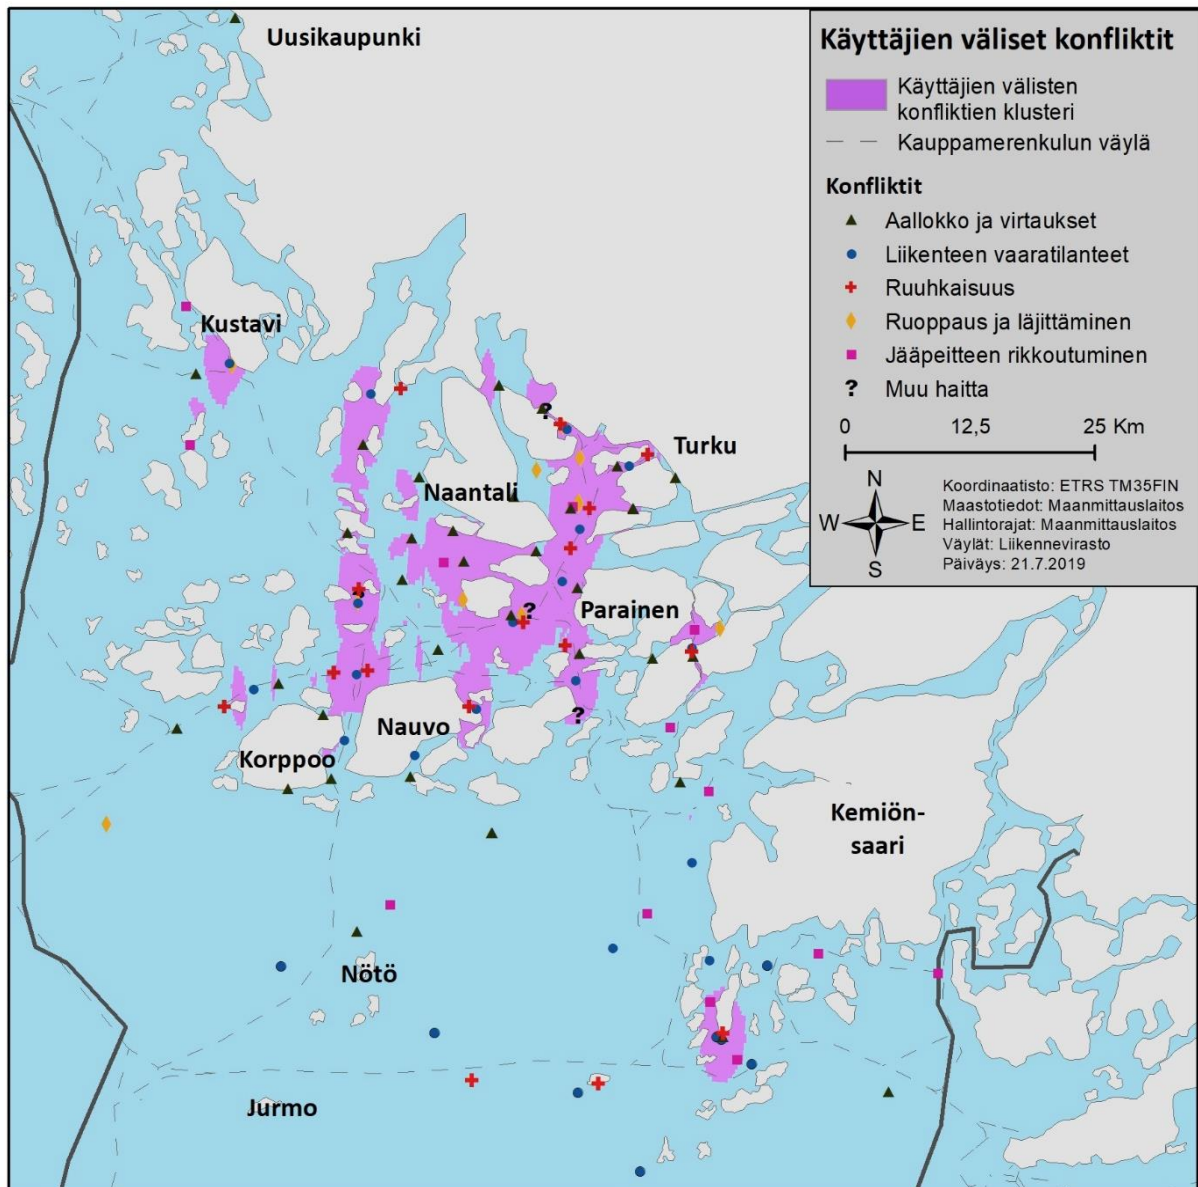 Uusikaupunki
Kustavi
Turku
Naantali
Parainen
Nauvo
Korppoo
Kemiön-
saari
Nötö
Jurmo
Käyttäjien väliset konfliktit
Käyttäjien välisten
konfliktien klusteri
Kauppamerenkulun väylä
Konfliktit
Aallokko ja virtaukset
Liikenteen vaaratilanteet
Ruuhkaisuus
Ruoppaus ja läjittäminen
Jääpeitteen rikkoutuminen
? Muu haitta
0 12,5 25 Km
N
W E
S
Koordinaatisto: ETRS TM35FIN
Maastotiedot: Maanmittauslaitos
Hallintorajat: Maanmittauslaitos
Väylät: Liikennevirasto
Päiväys: 21.7.2019
?
?
?